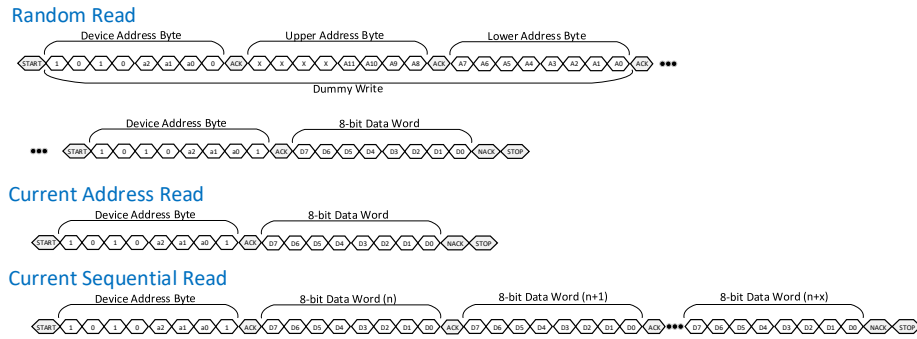 Random Read
Device Address Byte Upper Address Byte Lower Address Byte
START 1 0 1 0 a2 a1 a0 0 ACK X X X X A11 A10 A9 A8 ACK A7 A6 A5 A4 A3 A2 A1 A0 ACK •••
Dummy Write
Device Address Byte 8-bit Data Word
••• START 1 0 1 0 a2 a1 a0 1 ACK D7 D6 D5 D4 D3 D2 D1 D0 NACK STOP
Current Address Read
Device Address Byte 8-bit Data Word
START 1 0 1 0 a2 a1 a0 1 ACK D7 D6 D5 D4 D3 D2 D1 D0 NACK STOP
Current Sequential Read
Device Address Byte 8-bit Data Word (n) 8-bit Data Word (n+1) 8-bit Data Word (n+x)
START 1 0 1 0 a2 a1 a0 1 ACK D7 D6 D5 D4 D3 D2 D1 D0 ACK D7 D6 D5 D4 D3 D2 D1 D0 ACK ••• D7 D6 D5 D4 D3 D2 D1 D0 NACK STOP